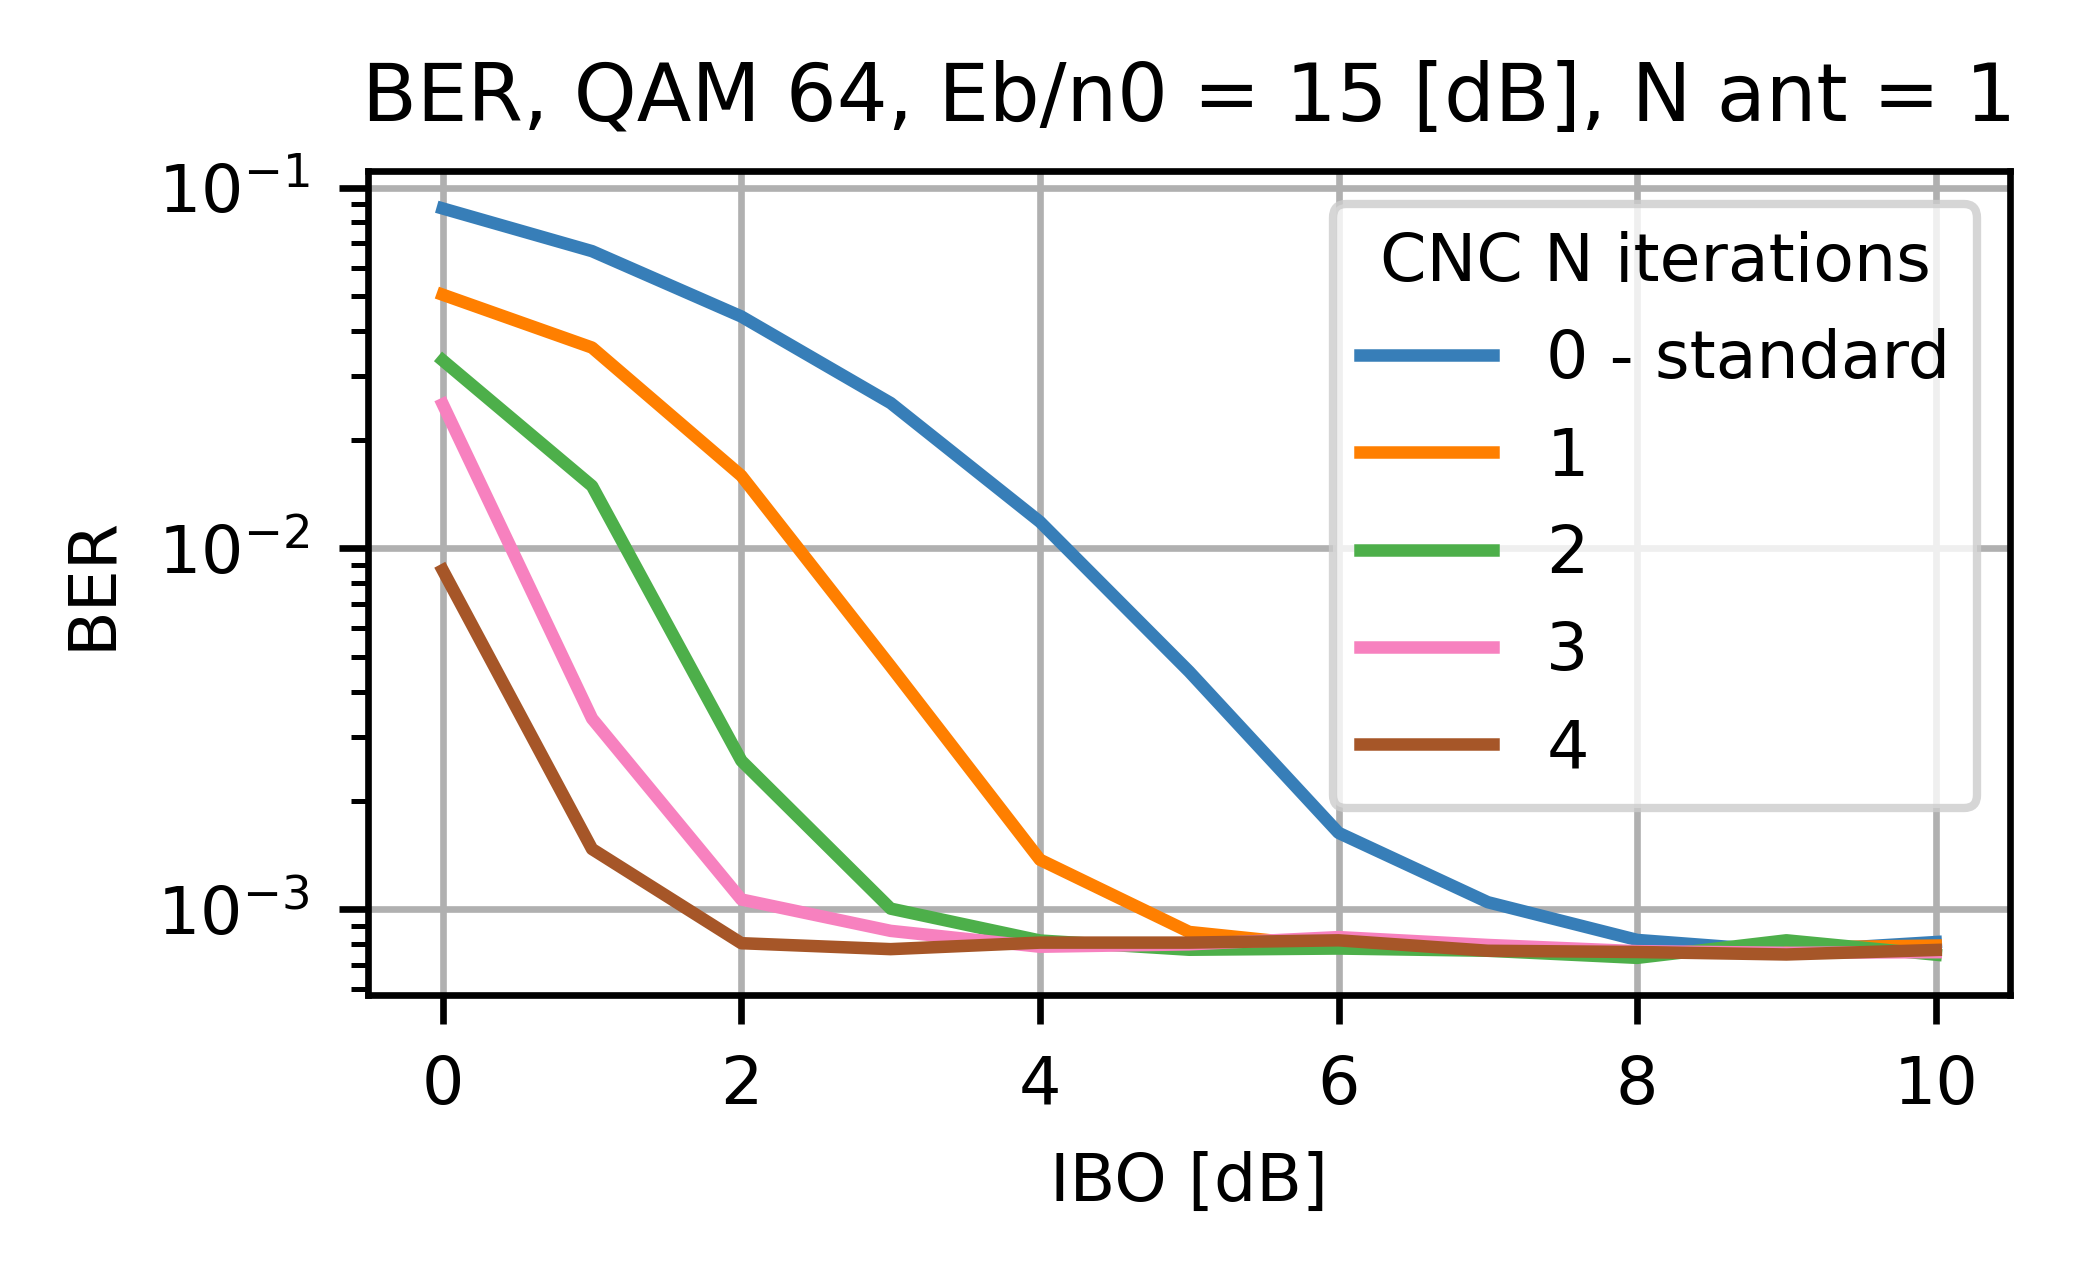 BER, QAM 64, Eb/n0 = 15 [dB], N ant = 1
10⁻¹
10⁻²
10⁻³
BER
CNC N iterations
0 - standard
1
2
3
4
0 2 4 6 8 10
IBO [dB]